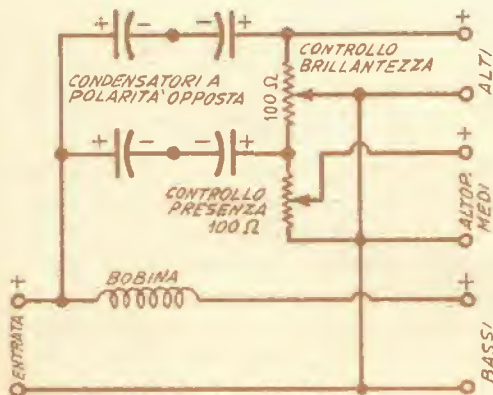 + - - +
+
CONTROLLO
BRILLANTEZZA
ALTI
CONDENSATORI A
POLARITA' OPPOSTA
100 Ω
+ - - +
+
CONTROLLO
PRESENZA
100 Ω
ALTOP.
MEDI
BOBINA
+
+
ENTRATA
BASSI